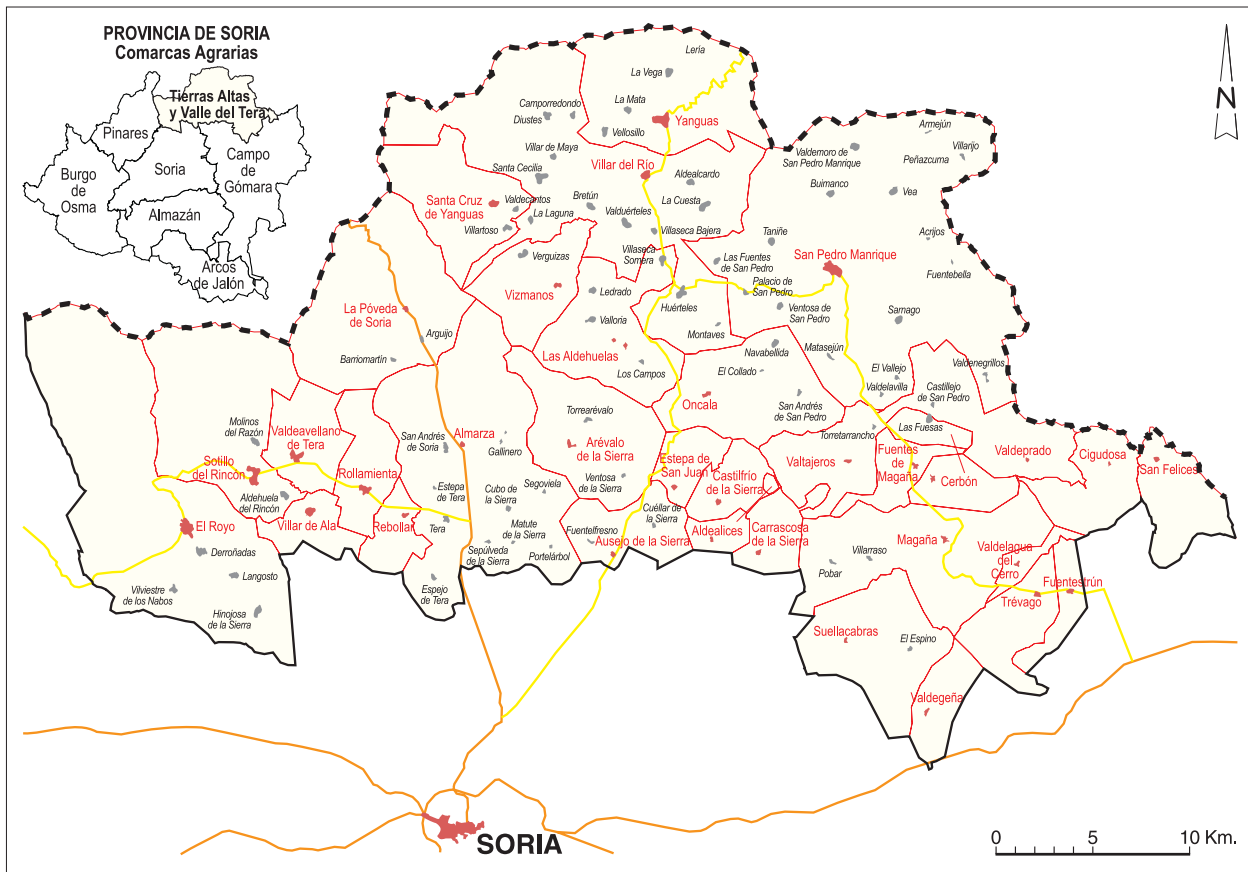 PROVINCIA DE SORIA
Comarcas Agrarias
Tierras Altas
y Valle del Tera
Pinares
Soria
Campo
de
Gómara
Burgo
de
Osma
Almazán
Arcos
de Jalón
N
Leria
La Vega
La Mata
Camporredondo
Diustes
Vellosillo
Yanguas
Villar de Maya
Villar del Río
Santa Cecilia
Aldealcardo
Santa Cruz
de Yanguas
Valdecantos
La Laguna
Villartoso
Bretún
Valduérteles
La Cuesta
Villaseca Bajera
Verguizas
Villaseca
Somera
Armejún
Valdemoro de
San Pedro Manrique
Villarijo
Peñazcurna
Buimanco
Vea
Acrijos
Taniñe
San Pedro Manrique
Las Fuentes
de San Pedro
Fuentebella
Palacio de
San Pedro
Vizmanos
Ledrado
Huérteles
Ventosa de
San Pedro
Sarnago
La Póveda
de Soria
Arguijo
Valloria
Montaves
Barriomartín
Las Aldehuelas
Navabellida
Matasejún
Los Campos
El Collado
El Vallejo
Valdenegrillos
Valdelavilla
Castillejo
de San Pedro
Oncala
San Andrés
de San Pedro
Molinos
del Razón
Valdeavellano
de Tera
Torrearévalo
Torretarrancho
Las Fuesas
San Andrés
de Soria
Almarza
Gallinero
Arévalo
de la Sierra
Estepa de
San Juan
Valtajeros
Fuentes
de
Magaña
Valdeprado
Cigudosa
San Felices
Sotillo
del Rincón
Rollamienta
Castilfrío
de la Sierra
Cerbón
Aldehuela
del Rincón
Estepa
de Tera
Cubo de
la Sierra
Segoviela
Ventosa
de la Sierra
El Royo
Villar de Ala
Rebollar
Tera
Matute de
la Sierra
Cuéllar de
la Sierra
Fuentelfresno
Aldealices
Carrascosa
de la Sierra
Derroñadas
Sepúlveda
de la Sierra
Portelárbol
Ausejo de la Sierra
Magaña
Valdelagua
del
Cerro
Villarraso
Pobar
Langosto
Vilviestre
de los Nabos
Espejo
de Tera
Fuentestrún
Trévago
Hinojosa
de la Sierra
Suellacabras
El Espino
Valdegeña
SORIA
0 5 10 Km.